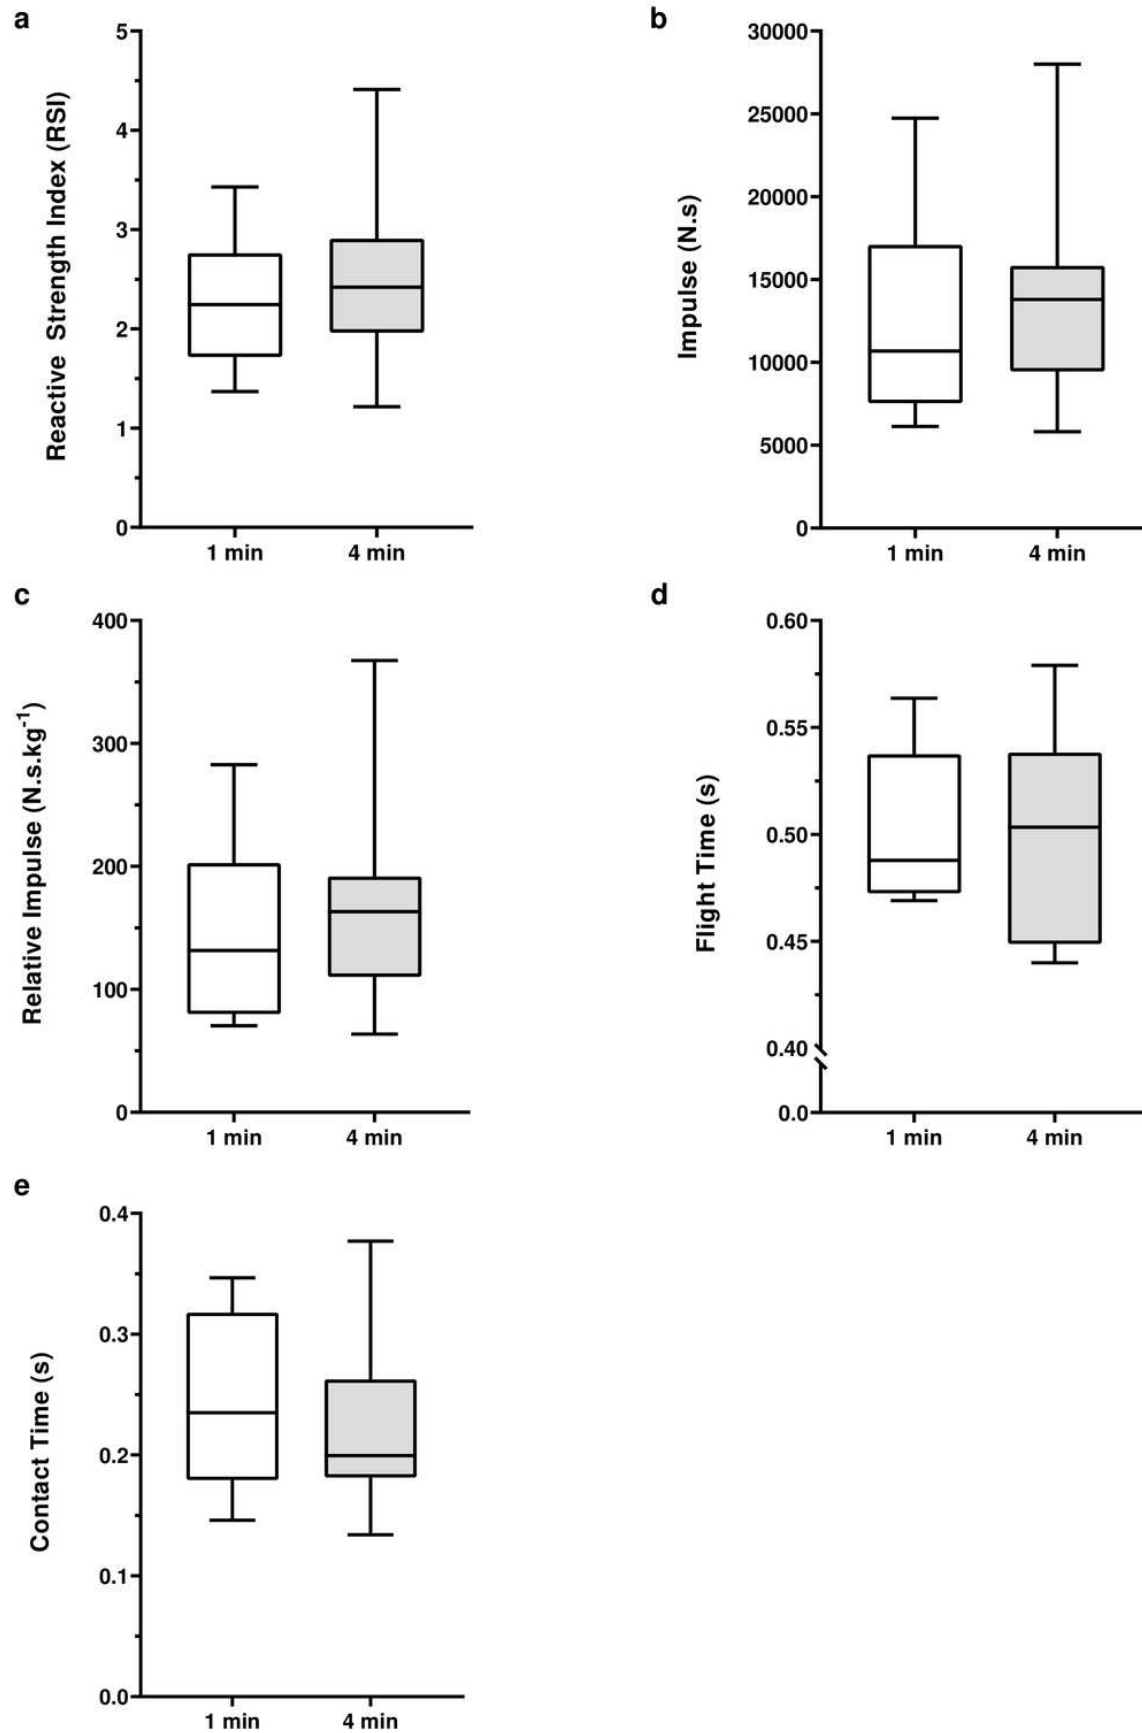 a
Reactive Strength Index (RSI)
5
4
3
2
1
0
1 min 4 min
b
Impulse (N.s)
30000
25000
20000
15000
10000
5000
0
1 min 4 min
c
Relative Impulse (N.s.kg⁻¹)
400
300
200
100
0
1 min 4 min
d
Flight Time (s)
0.60
0.55
0.50
0.45
0.40
0.0
1 min 4 min
e
Contact Time (s)
0.4
0.3
0.2
0.1
0.0
1 min 4 min